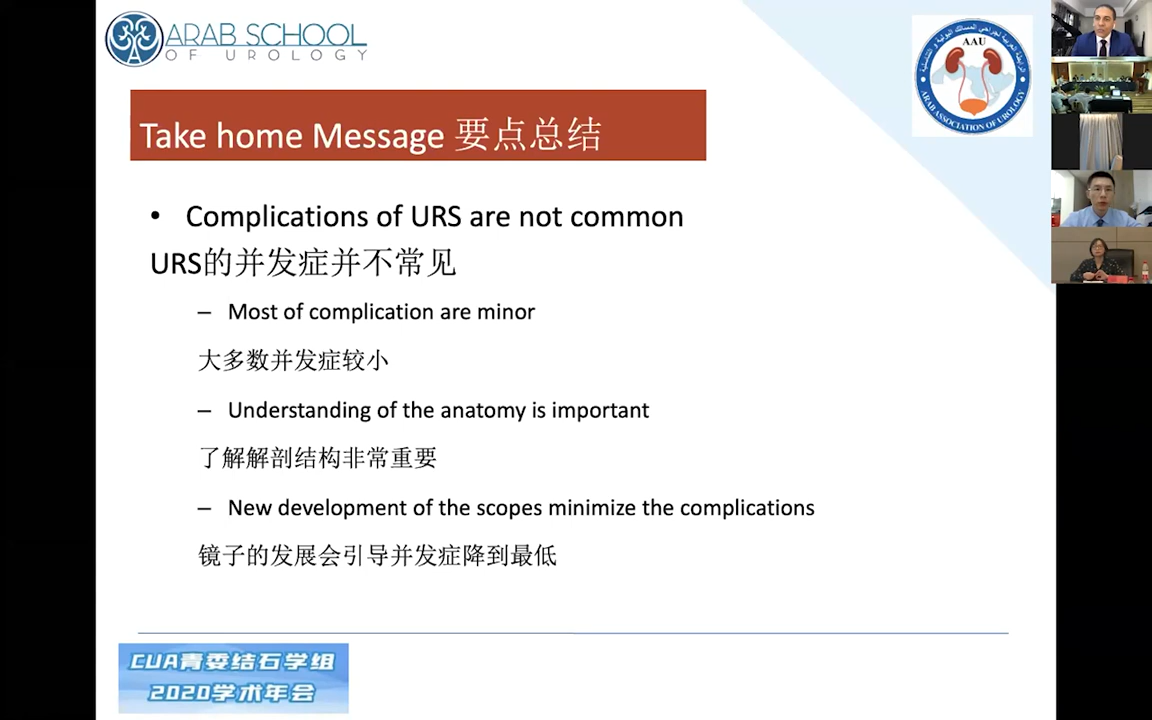 ARAB SCHOOL
OF UROLOGY
AAU
ARAB ASSOCIATION OF UROLOGY
Take home Message 要点总结
• Complications of URS are not common
URS的并发症并不常见
– Most of complication are minor
大多数并发症较小
– Understanding of the anatomy is important
了解解剖结构非常重要
– New development of the scopes minimize the complications
镜子的发展会引导并发症降到最低
CUA青委结石学组
2020学术年会